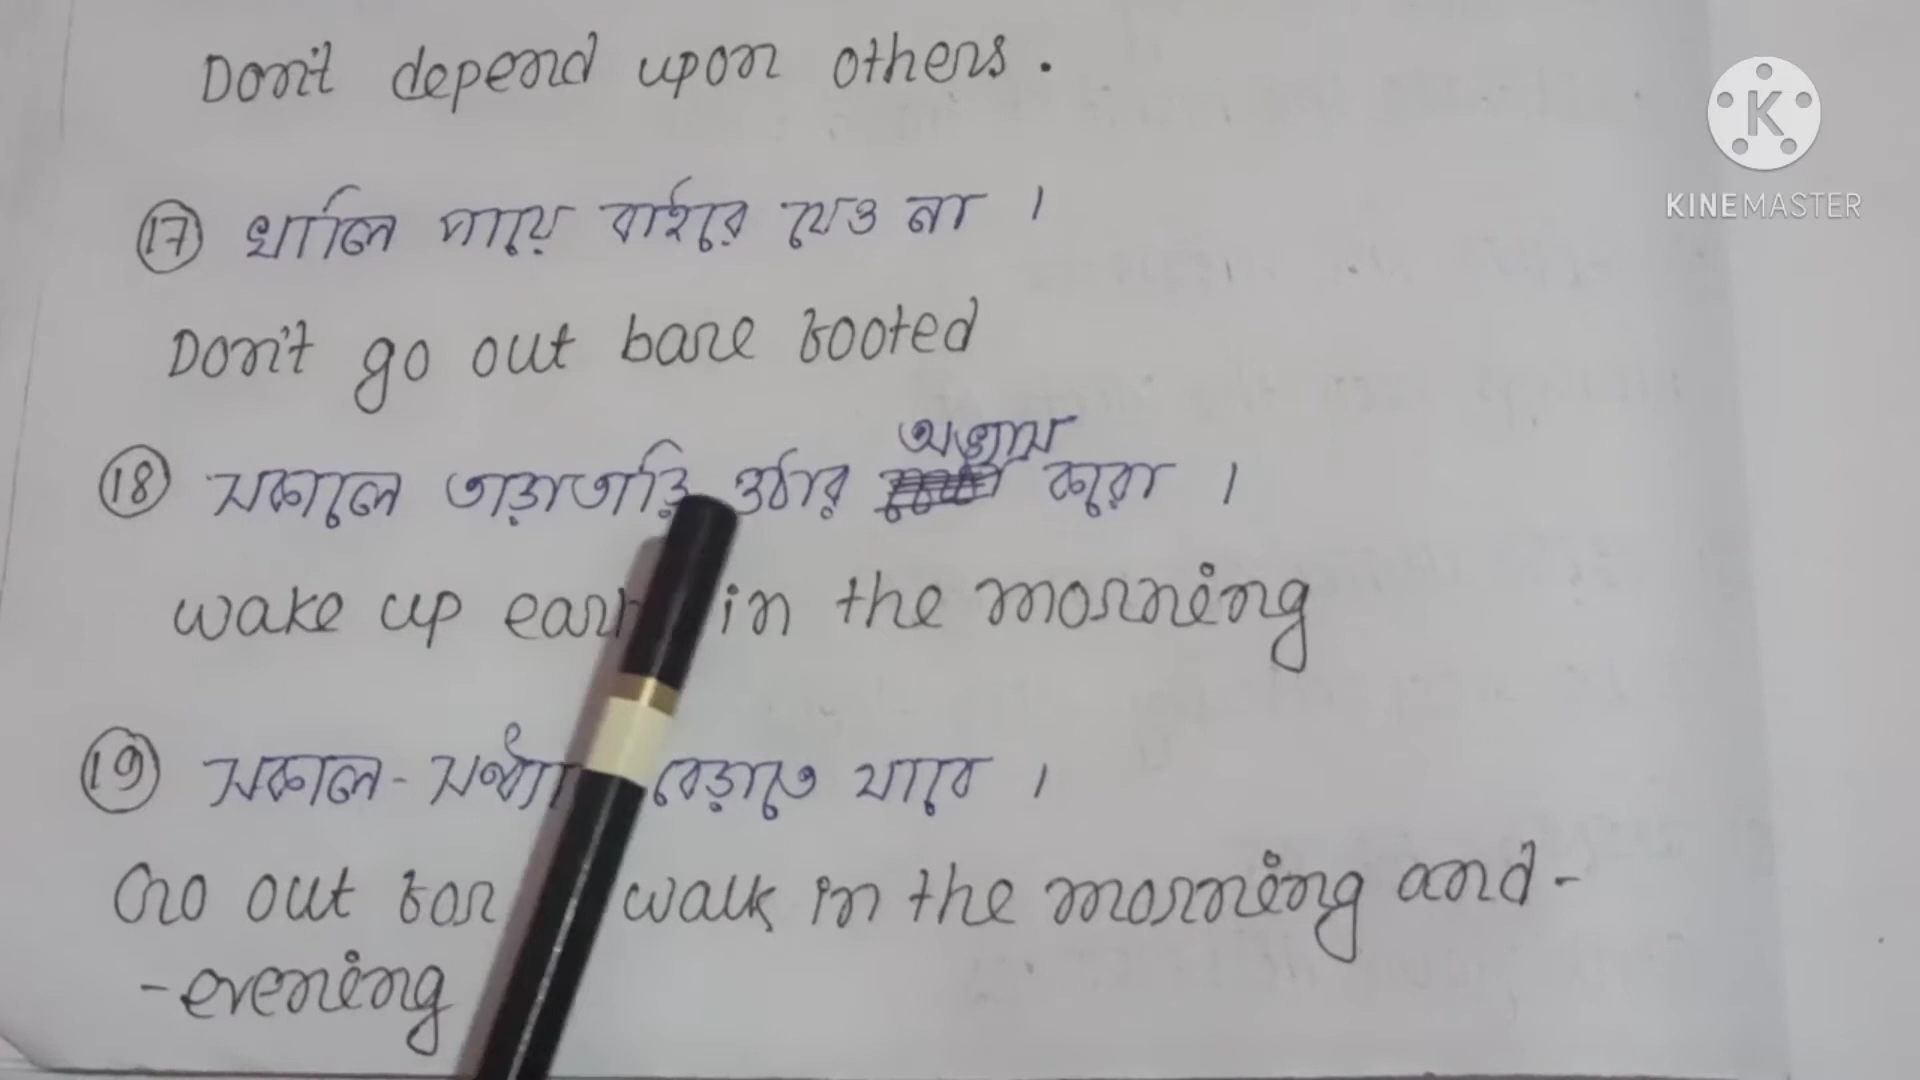 Don't depend upon others.
K
KINEMASTER
17 খালি পায়ে বাইরে যেও না।
Don't go out bare footed
অভ্যাস
18 সকালে তাড়াতাড়ি ওঠার করো।
wake up in the morning
19 সকাল- বেড়াতে যাবে।
Go out for walk in the morning and-
-evening